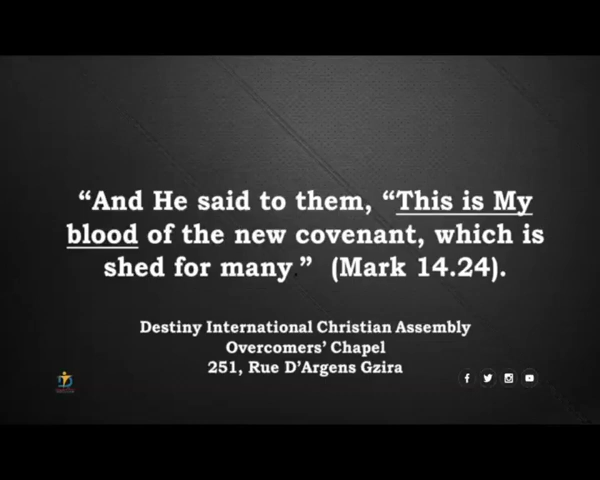 “And He said to them, “This is My
blood of the new covenant, which is
shed for many.”  (Mark 14.24).
Destiny International Christian Assembly
Overcomers’ Chapel
251, Rue D’Argens Gzira